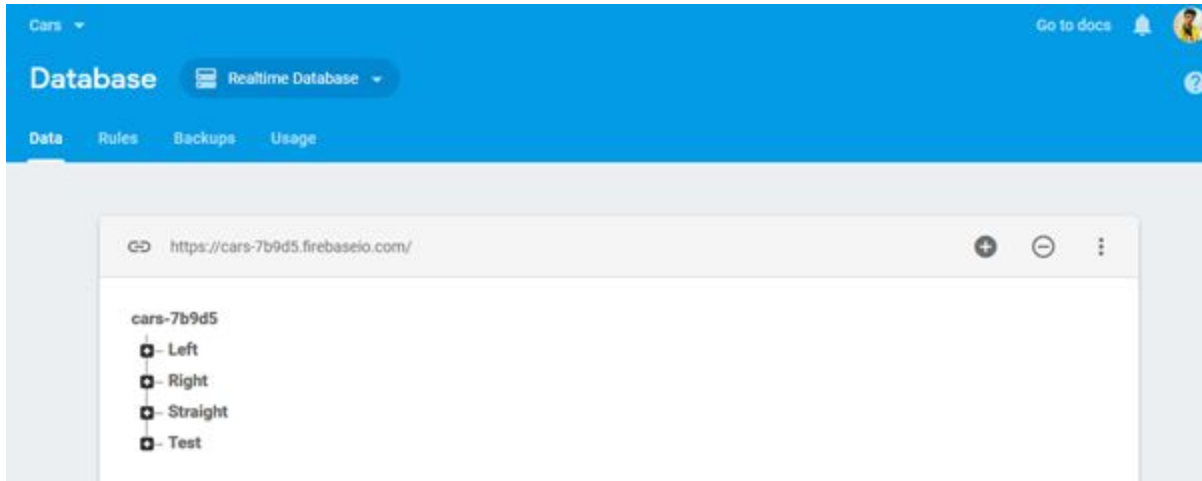 Cars
Go to docs
Database
Realtime Database
Data Rules Backups Usage
https://cars-7b9d5.firebaseio.com/
cars-7b9d5
Left
Right
Straight
Test